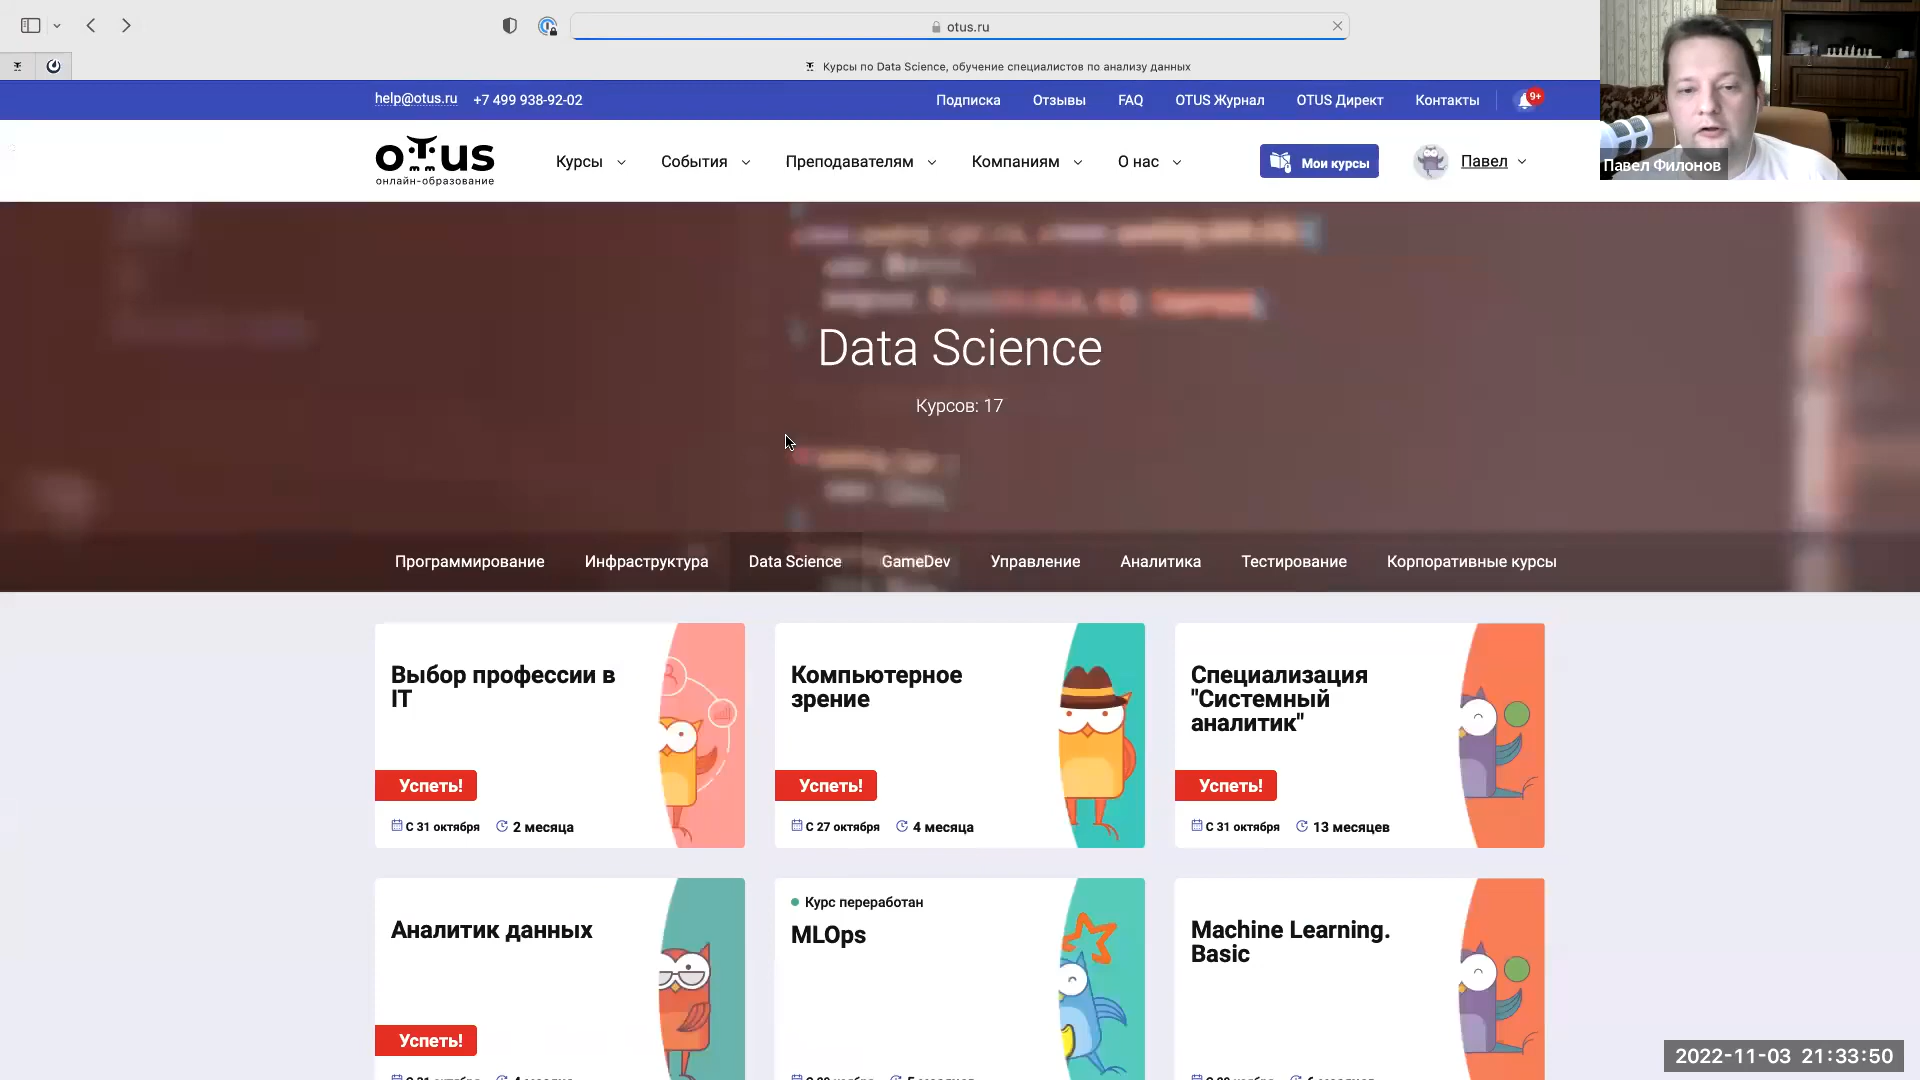 otus.ru
Курсы по Data Science, обучение специалистов по анализу данных
help@otus.ru +7 499 938-92-02 Подписка Отзывы FAQ OTUS Журнал OTUS Директ Контакты 9+
Павел Филонов
OTUS
онлайн-образование
Курсы События Преподавателям Компаниям О нас Мои курсы Павел
Data Science
Курсов: 17
Программирование Инфраструктура Data Science GameDev Управление Аналитика Тестирование Корпоративные курсы
Выбор профессии в
IT
Успеть!
С 31 октября 2 месяца
Компьютерное
зрение
Успеть!
С 27 октября 4 месяца
Специализация
"Системный
аналитик"
Успеть!
С 31 октября 13 месяцев
Аналитик данных
Успеть!
Курс переработан
MLOps
Machine Learning.
Basic
2022-11-03 21:33:50